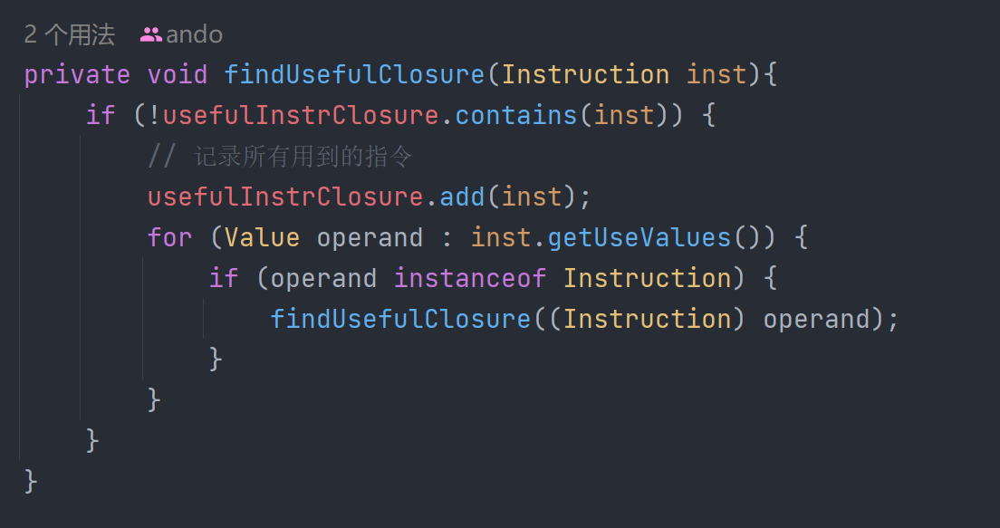 2 个用法 ando
private void findUsefulClosure(Instruction inst){
    if (!usefulInstrClosure.contains(inst)) {
        // 记录所有用到的指令
        usefulInstrClosure.add(inst);
        for (Value operand : inst.getUseValues()) {
            if (operand instanceof Instruction) {
                findUsefulClosure((Instruction) operand);
            }
        }
    }
}